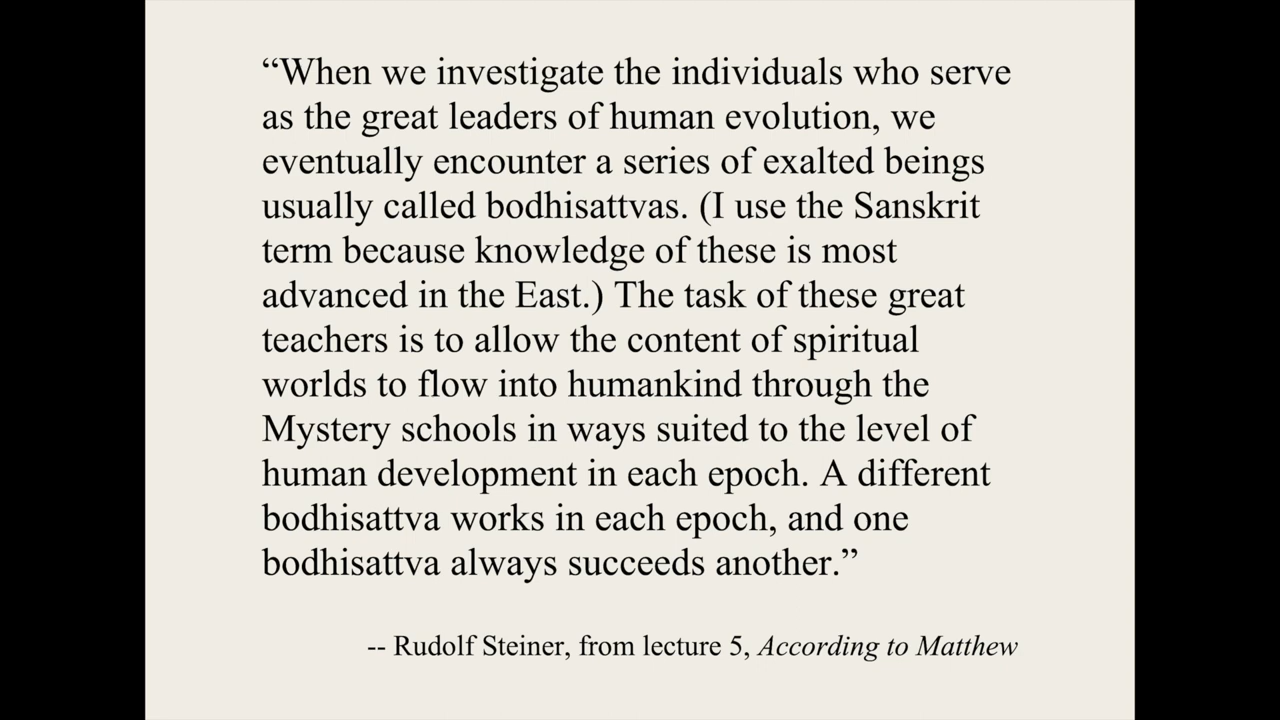 “When we investigate the individuals who serve
as the great leaders of human evolution, we
eventually encounter a series of exalted beings
usually called bodhisattvas. (I use the Sanskrit
term because knowledge of these is most
advanced in the East.) The task of these great
teachers is to allow the content of spiritual
worlds to flow into humankind through the
Mystery schools in ways suited to the level of
human development in each epoch. A different
bodhisattva works in each epoch, and one
bodhisattva always succeeds another.”
-- Rudolf Steiner, from lecture 5, According to Matthew